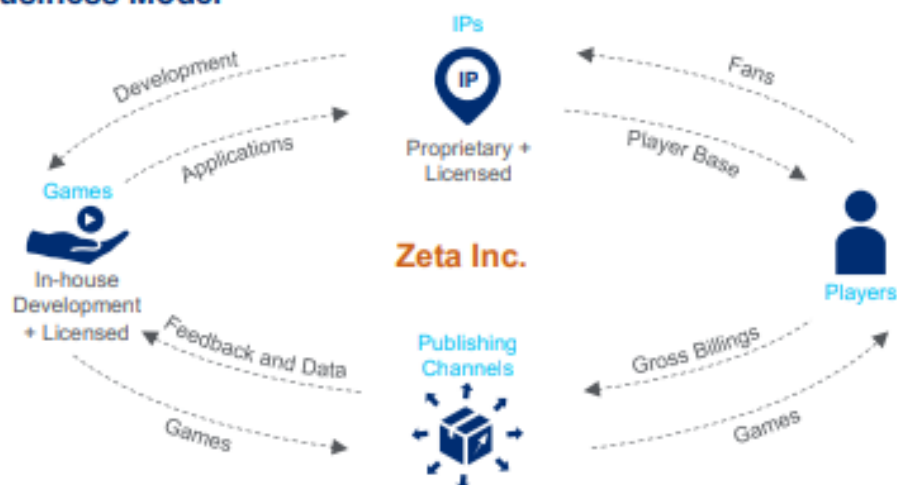 IPs
Development
Fans
IP
Applications
Proprietary +
Licensed
Player Base
Games
Zeta Inc.
In-house
Development
+ Licensed
Players
Feedback and Data
Publishing
Channels
Gross Billings
Games
Games